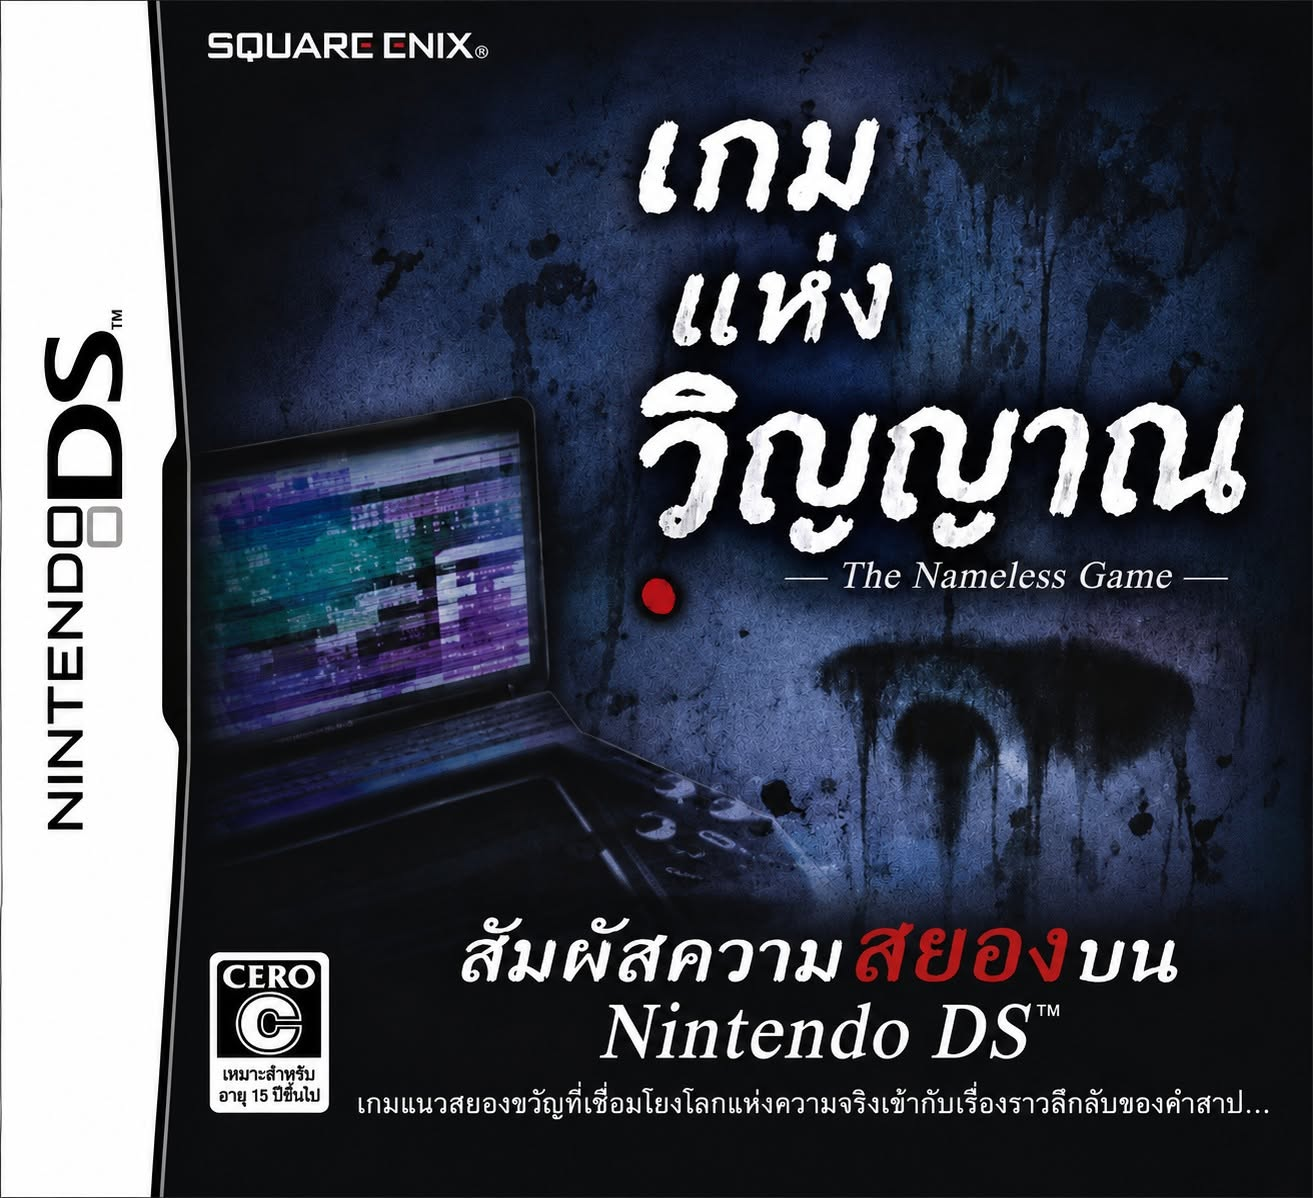 SQUARE ENIX®
เกม
แห่ง
วิญญาณ
— The Nameless Game —
NINTENDO DS™
สัมผัสความสยองบน
Nintendo DS™
CERO
C
เหมาะสำหรับ
อายุ 15 ปีขึ้นไป
เกมแนวสยองขวัญที่เชื่อมโยงโลกแห่งความจริงเข้ากับเรื่องราวลึกลับของคำสาป...